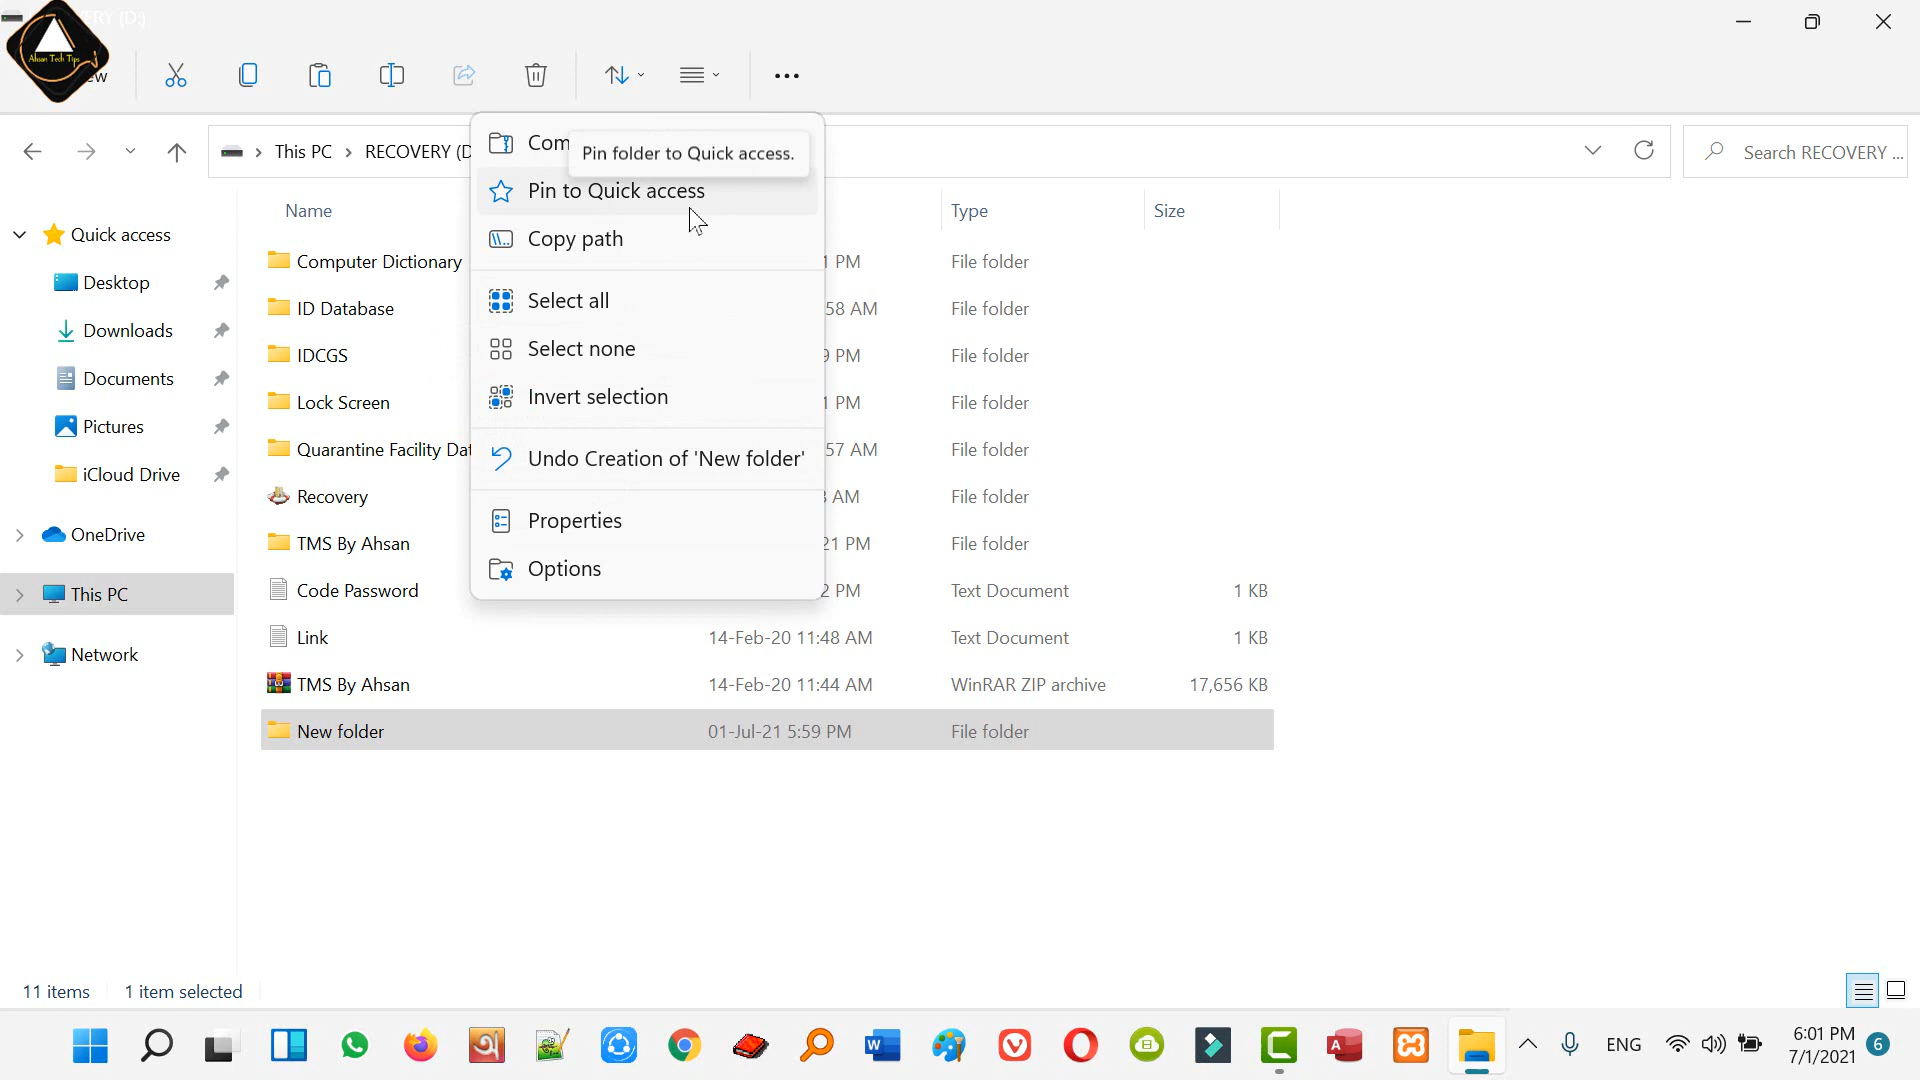 ERY (D:)
Ahsan Tech Tips
ew
This PC
RECOVERY (D
Search RECOVERY ...
Com
Pin folder to Quick access.
Pin to Quick access
Copy path
Select all
Select none
Invert selection
Undo Creation of 'New folder'
Properties
Options
Name
Type
Size
Quick access
Desktop
Downloads
Documents
Pictures
iCloud Drive
OneDrive
This PC
Network
Computer Dictionary 1 PM File folder
ID Database 58 AM File folder
IDCGS 9 PM File folder
Lock Screen 1 PM File folder
Quarantine Facility Dat 57 AM File folder
Recovery AM File folder
TMS By Ahsan 21 PM File folder
Code Password 2 PM Text Document 1 KB
Link 14-Feb-20 11:48 AM Text Document 1 KB
TMS By Ahsan 14-Feb-20 11:44 AM WinRAR ZIP archive 17,656 KB
New folder 01-Jul-21 5:59 PM File folder
11 items 1 item selected
ENG
6:01 PM
7/1/2021
6